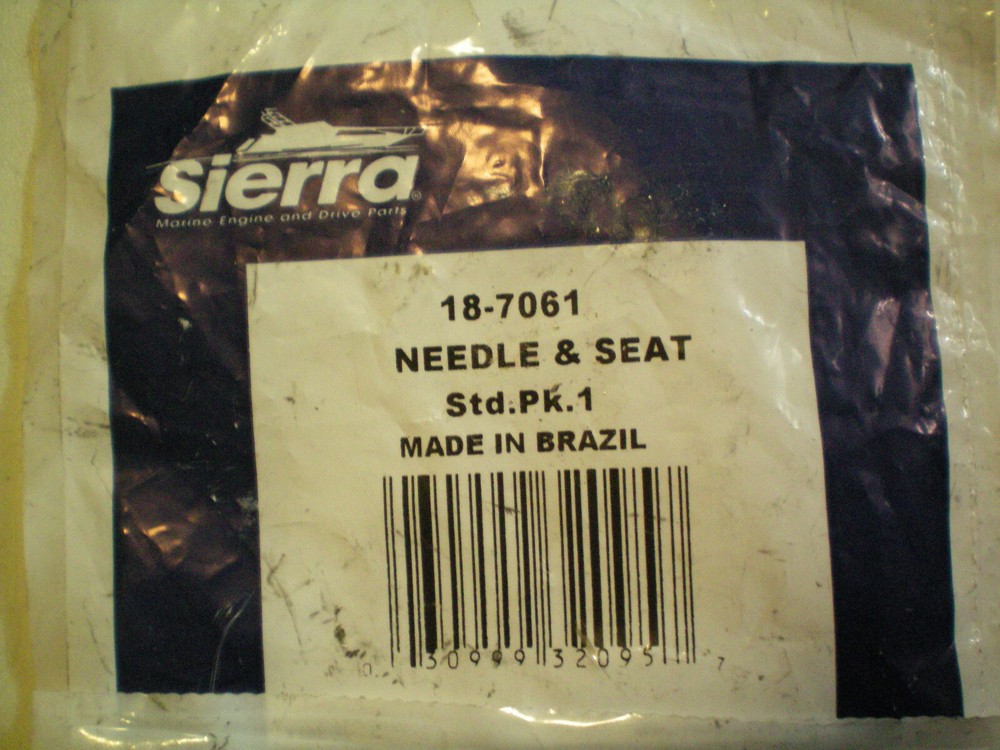 Sierra®
Marine Engine and Drive Parts
18-7061
NEEDLE & SEAT
Std.Pk.1
MADE IN BRAZIL
0 30999 32095 7